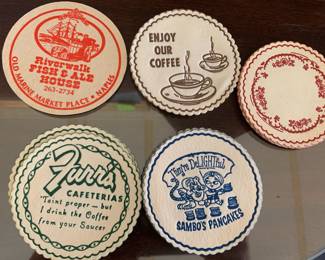 Riverwalk
FISH & ALE
HOUSE
263-2734
OLD MARINE MARKET PLACE • NAPLES
ENJOY
OUR
COFFEE
Farris
CAFETERIAS
"Taint proper — but
I drink the Coffee
from your Saucer
They're DeLIGHTful
SAMBO'S PANCAKES